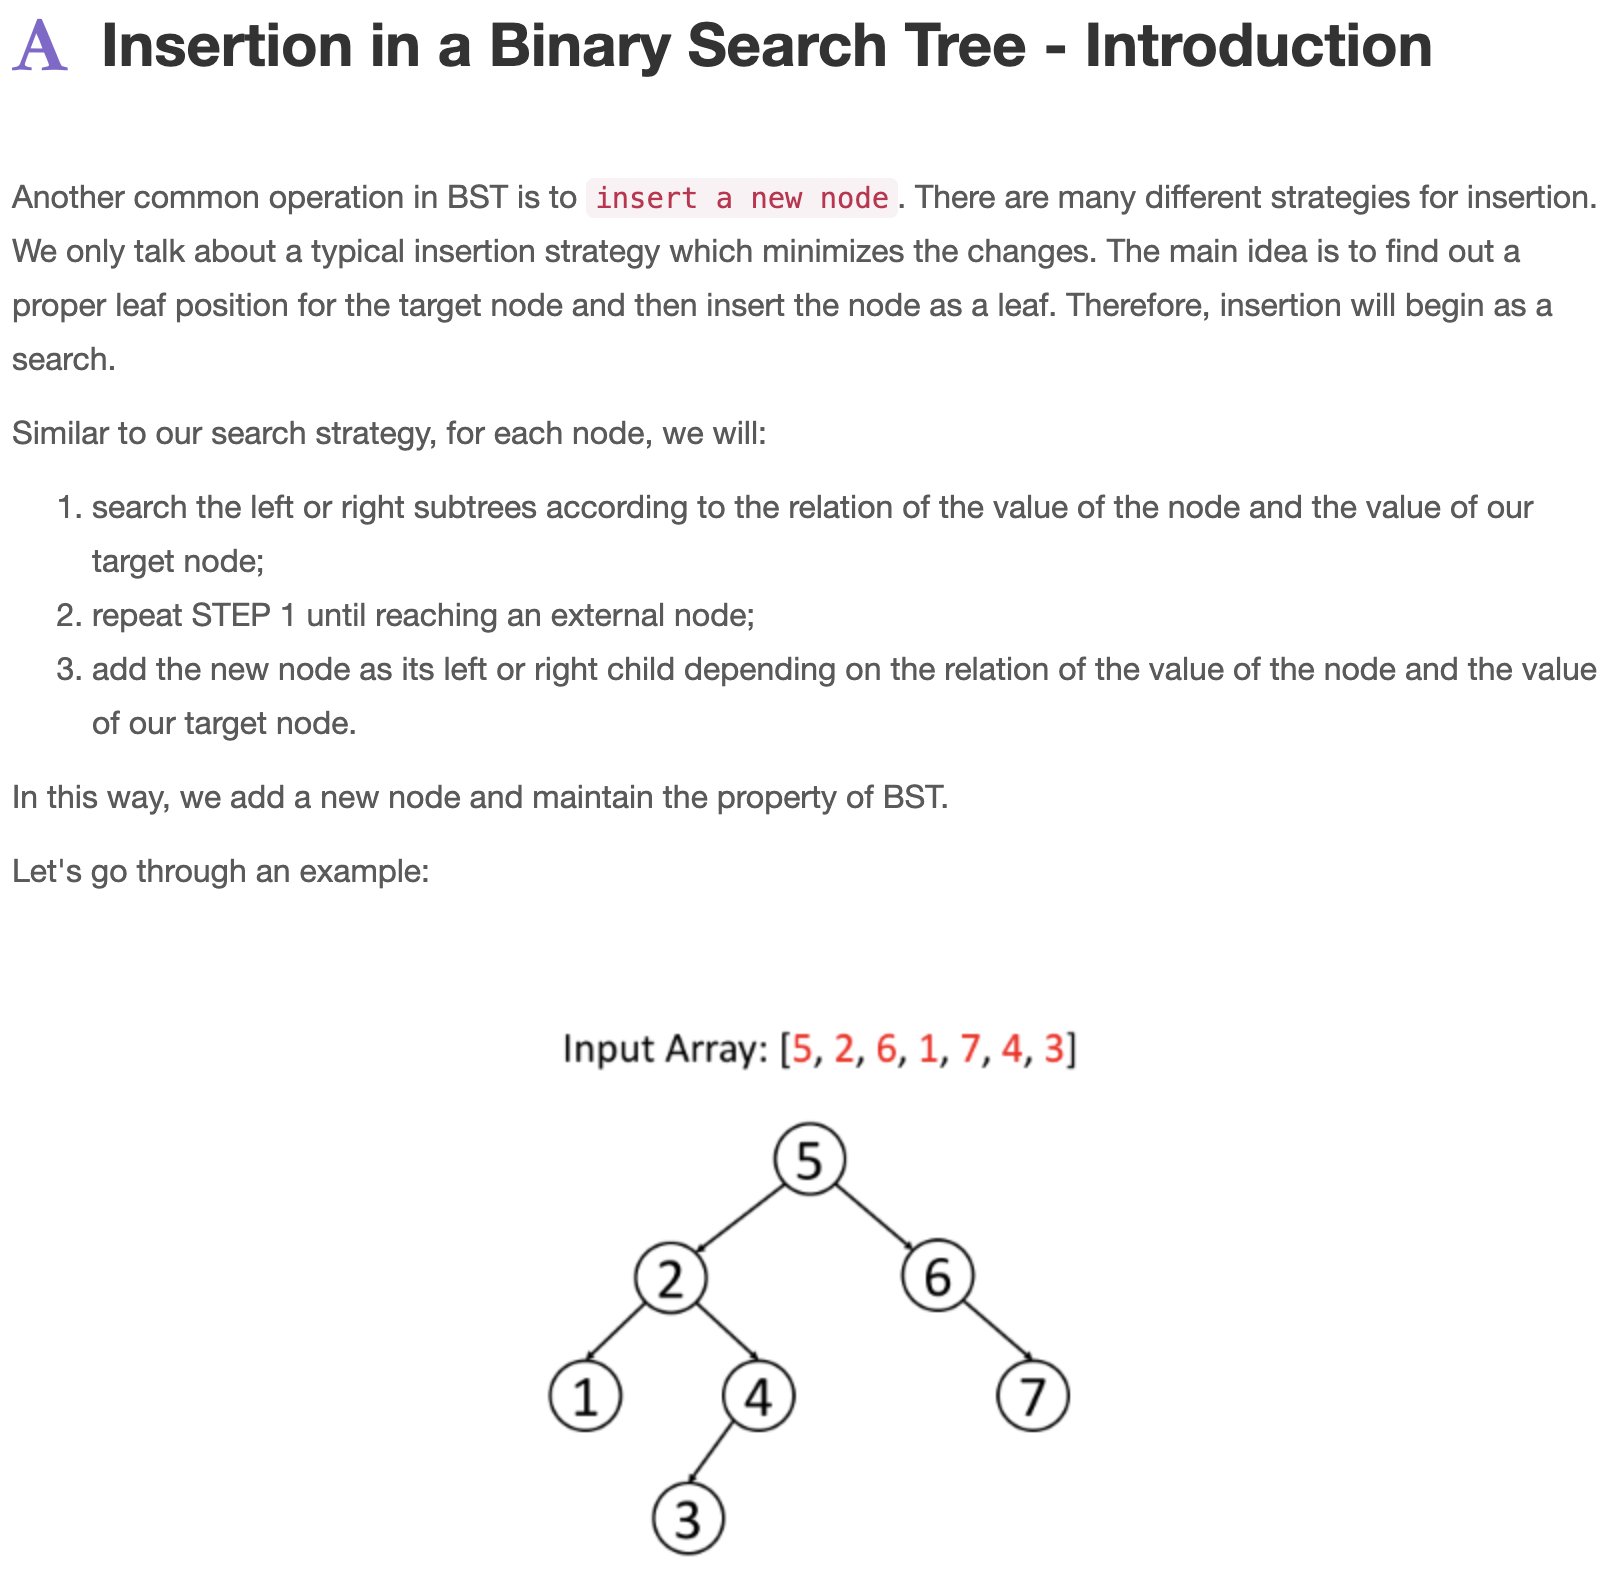 A Insertion in a Binary Search Tree - Introduction
Another common operation in BST is to insert a new node. There are many different strategies for insertion.
We only talk about a typical insertion strategy which minimizes the changes. The main idea is to find out a
proper leaf position for the target node and then insert the node as a leaf. Therefore, insertion will begin as a
search.
Similar to our search strategy, for each node, we will:
1. search the left or right subtrees according to the relation of the value of the node and the value of our
target node;
2. repeat STEP 1 until reaching an external node;
3. add the new node as its left or right child depending on the relation of the value of the node and the value
of our target node.
In this way, we add a new node and maintain the property of BST.
Let's go through an example:
Input Array: [5, 2, 6, 1, 7, 4, 3]
5
2 6
1 4 7
3